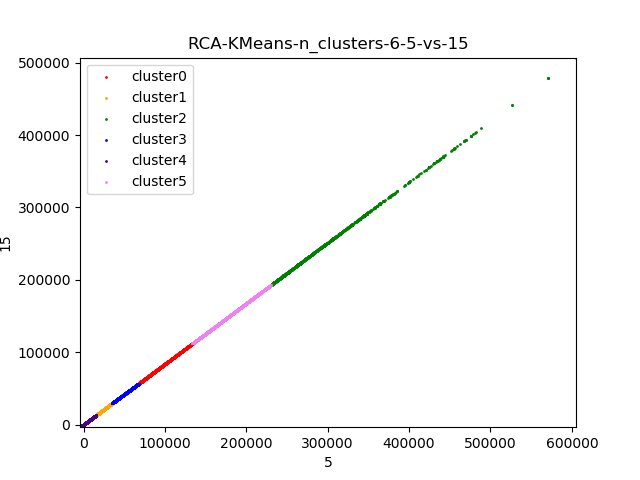 RCA-KMeans-n_clusters-6-5-vs-15
500000
400000
300000
200000
100000
0
15
cluster0
cluster1
cluster2
cluster3
cluster4
cluster5
0 100000 200000 300000 400000 500000 600000
5